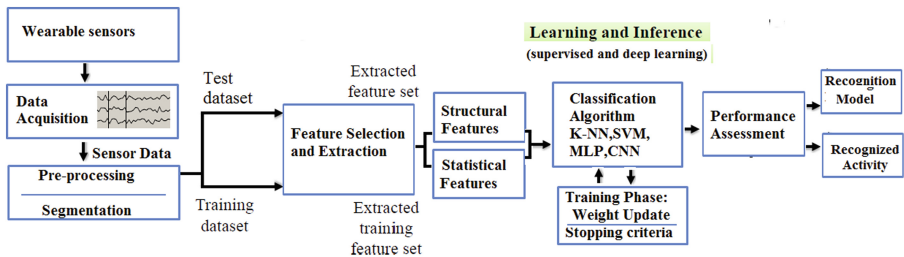 Wearable sensors
Data
Acquisition
Sensor Data
Pre-processing
Segmentation
Test
dataset
Training
dataset
Extracted
feature set
Feature Selection
and Extraction
Extracted
training
feature set
Structural
Features
Statistical
Features
Learning and Inference
(supervised and deep learning)
Classification
Algorithm
K-NN,SVM,
MLP,CNN
Training Phase:
Weight Update
Stopping criteria
Performance
Assessment
Recognition
Model
Recognized
Activity